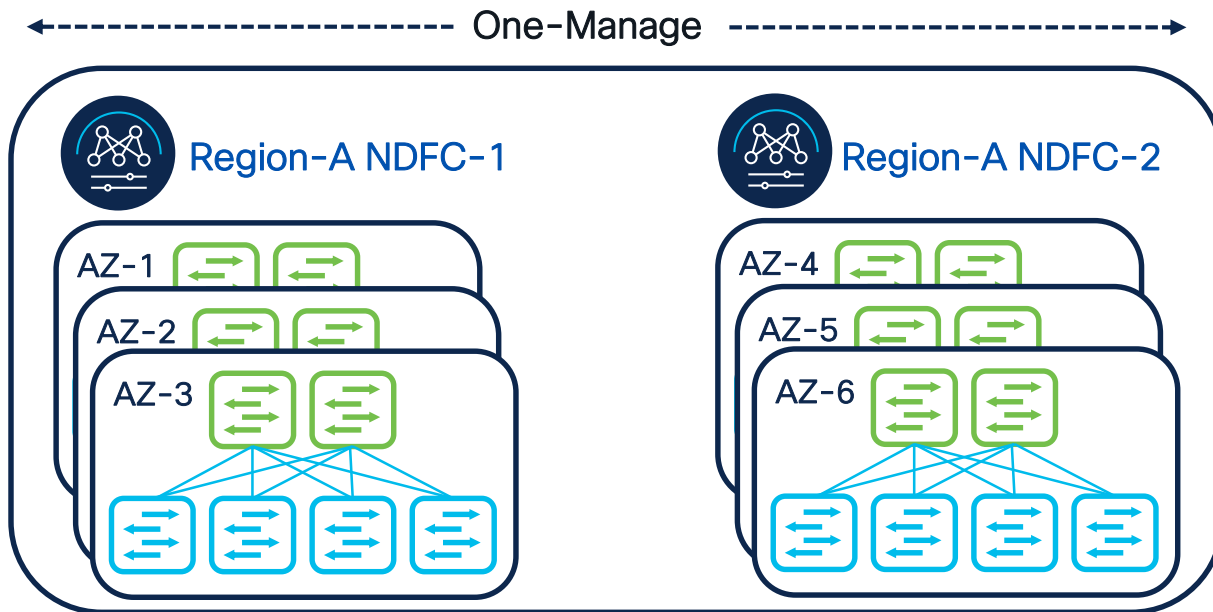 One-Manage
Region-A NDFC-1
Region-A NDFC-2
AZ-1
AZ-2
AZ-3
AZ-4
AZ-5
AZ-6